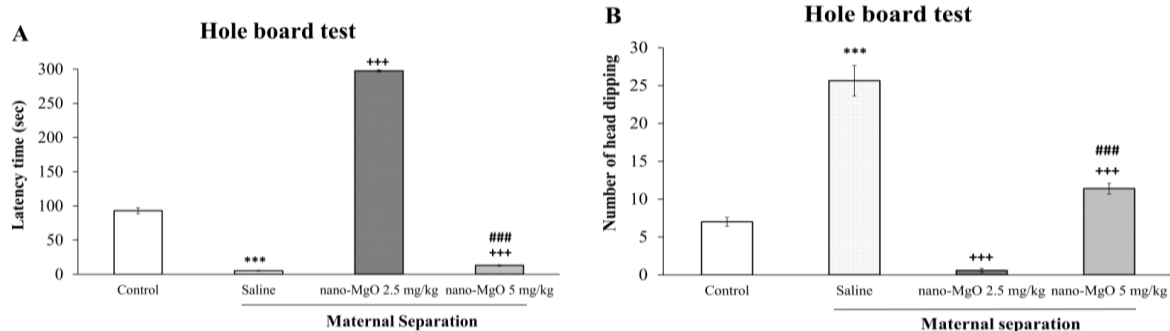 A
Hole board test
Latency time (sec)
300
250
200
150
100
50
0
***
+++
###
+++
Control
Saline
nano-MgO 2.5 mg/kg
nano-MgO 5 mg/kg
Maternal Separation
B
Hole board test
Number of head dipping
30
25
20
15
10
5
0
***
+++
###
+++
Control
Saline
nano-MgO 2.5 mg/kg
nano-MgO 5 mg/kg
Maternal separation